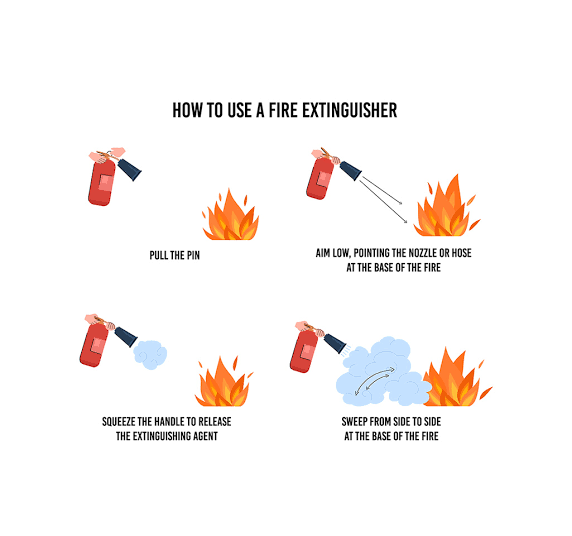 HOW TO USE A FIRE EXTINGUISHER
PULL THE PIN
AIM LOW, POINTING THE NOZZLE OR HOSE
AT THE BASE OF THE FIRE
SQUEEZE THE HANDLE TO RELEASE
THE EXTINGUISHING AGENT
SWEEP FROM SIDE TO SIDE
AT THE BASE OF THE FIRE